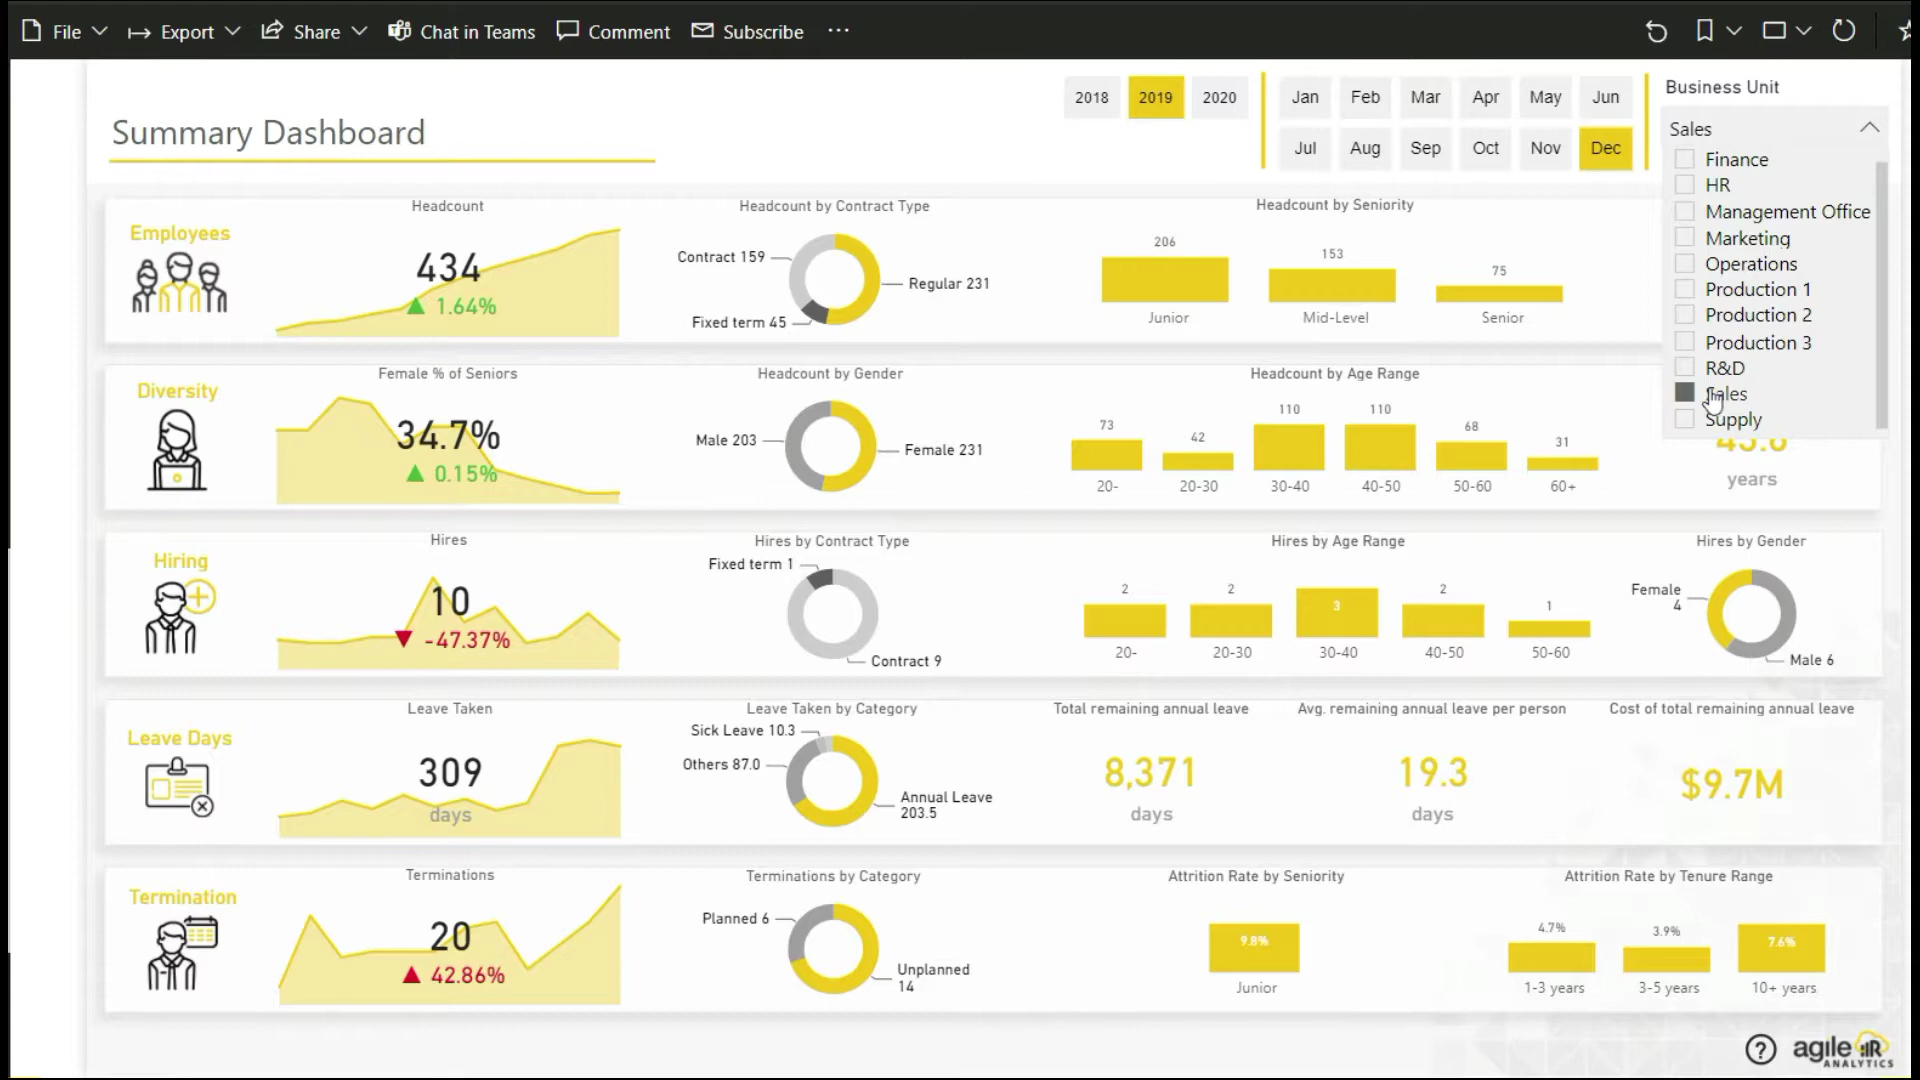 File Export Share Chat in Teams Comment Subscribe ...
Summary Dashboard
2018 2019 2020
Jan Feb Mar Apr May Jun
Jul Aug Sep Oct Nov Dec
Business Unit
Sales
Finance
HR
Management Office
Marketing
Operations
Production 1
Production 2
Production 3
R&D
Sales
Supply
Employees
Headcount
434
1.64%
Headcount by Contract Type
Contract 159
Regular 231
Fixed term 45
Headcount by Seniority
206 153 75
Junior Mid-Level Senior
Diversity
Female % of Seniors
34.7%
0.15%
Headcount by Gender
Male 203
Female 231
Headcount by Age Range
73 42 110 110 68 31
20- 20-30 30-40 40-50 50-60 60+
years
Hiring
Hires
10
-47.37%
Hires by Contract Type
Fixed term 1
Contract 9
Hires by Age Range
2 2 3 2 1
20- 20-30 30-40 40-50 50-60
Hires by Gender
Female
4
Male 6
Leave Days
Leave Taken
309
days
Leave Taken by Category
Sick Leave 10.3
Others 87.0
Annual Leave
203.5
Total remaining annual leave
8,371
days
Avg. remaining annual leave per person
19.3
days
Cost of total remaining annual leave
$9.7M
Termination
Terminations
20
42.86%
Terminations by Category
Planned 6
Unplanned
14
Attrition Rate by Seniority
9.8%
Junior
Attrition Rate by Tenure Range
4.7% 3.9% 7.6%
1-3 years 3-5 years 10+ years
?
agile HR
ANALYTICS